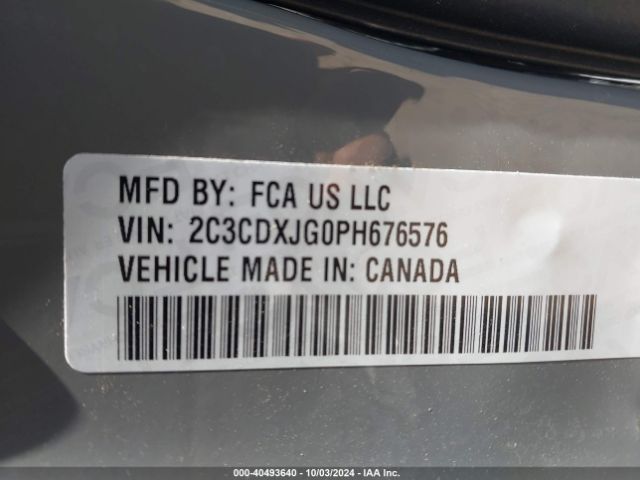 MFD BY: FCA US LLC
VIN: 2C3CDXJG0PH676576
VEHICLE MADE IN: CANADA
000-40493640 - 10/03/2024 - IAA Inc.